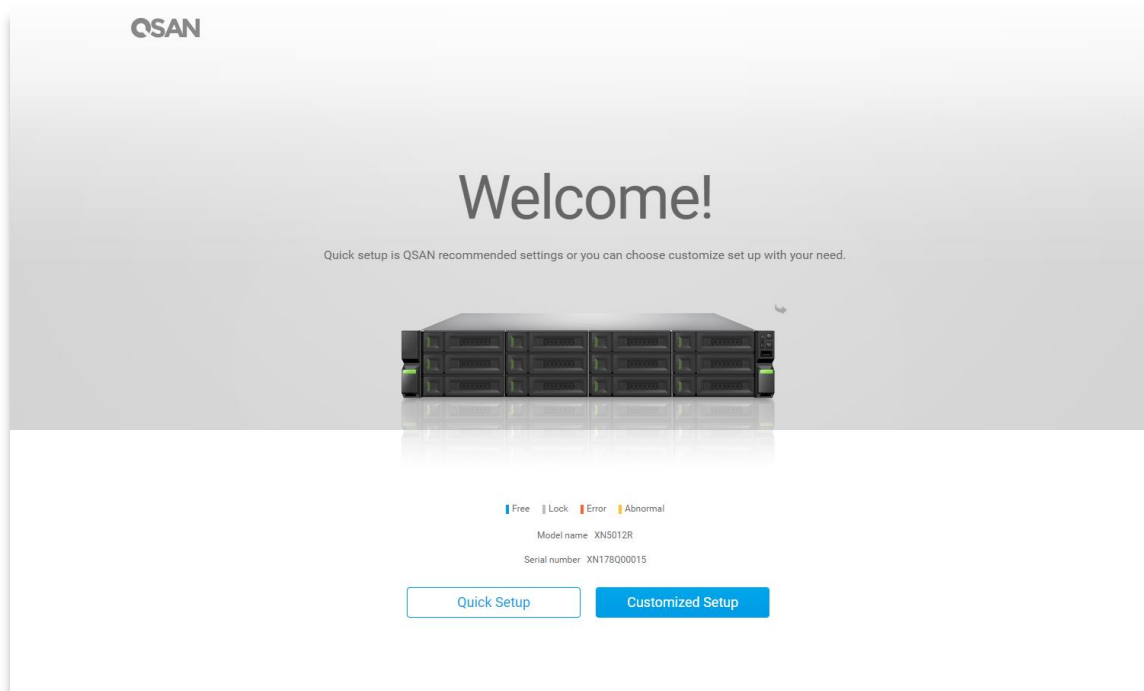 QSAN
Welcome!
Quick setup is QSAN recommended settings or you can choose customize set up with your need.
Free Lock Error Abnormal
Model name XN5012R
Serial number XN178Q00015
Quick Setup Customized Setup